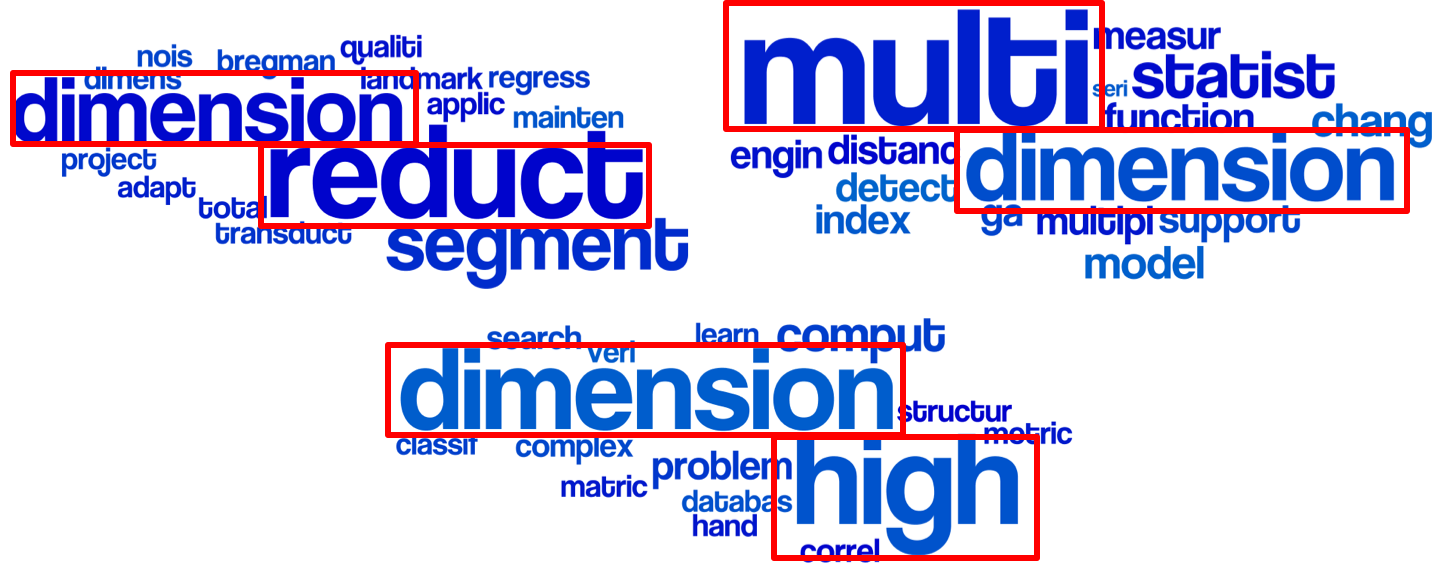 nois bregman qualiti
dimens landmark regress
dimension applic mainten
project reduct
adapt
total
transduct segment
multi measur
seri statist
function chang
engin distanc dimension
detect
index ga multipl support
model
search veri learn comput
dimension structur
metric
classif complex
problem high
matric databas
hand
correl